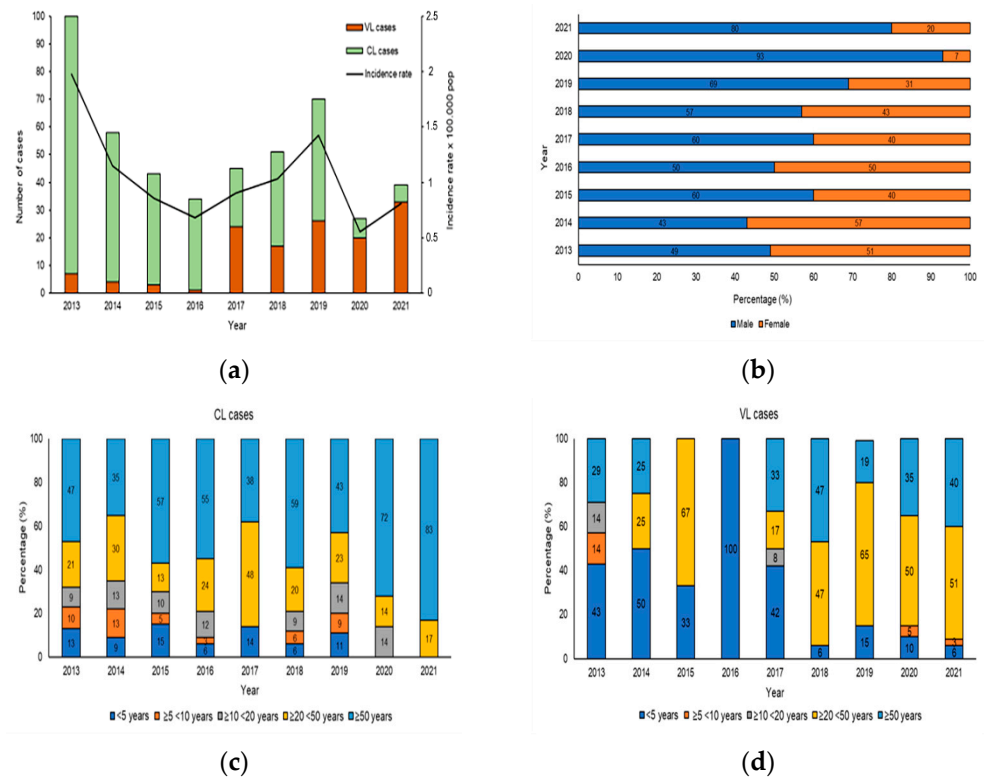 100
90
80
70
60
50
40
30
20
10
0
Number of cases
2.5
2
1.5
1
0.5
0
Incidence rate x 100.000 pop
VL cases
CL cases
Incidence rate
2013 2014 2015 2016 2017 2018 2019 2020 2021
Year
(a)
Year
2021 80 20
2020 93 7
2019 69 31
2018 57 43
2017 60 40
2016 50 50
2015 60 40
2014 43 57
2013 49 51
0 10 20 30 40 50 60 70 80 90 100
Percentage (%)
Male Female
(b)
CL cases
Percentage (%)
100
80
60
40
20
0
47 35 57 55 38 59 43 72 83
21 30 13 24 48 20 23 14 17
9 13 10 12 9 14 14
10 13 5 3 6 9
13 9 15 6 14 6 11
2013 2014 2015 2016 2017 2018 2019 2020 2021
Year
<5 years ≥5 <10 years ≥10 <20 years ≥20 <50 years ≥50 years
(c)
VL cases
Percentage (%)
100
80
60
40
20
0
29 25 33 47 19 35 40
25 67 17 47 65 50 51
14 8
14 5 3
43 50 33 100 42 6 15 10 6
2013 2014 2015 2016 2017 2018 2019 2020 2021
Year
<5 years ≥5 <10 years ≥10 <20 years ≥20 <50 years ≥50 years
(d)